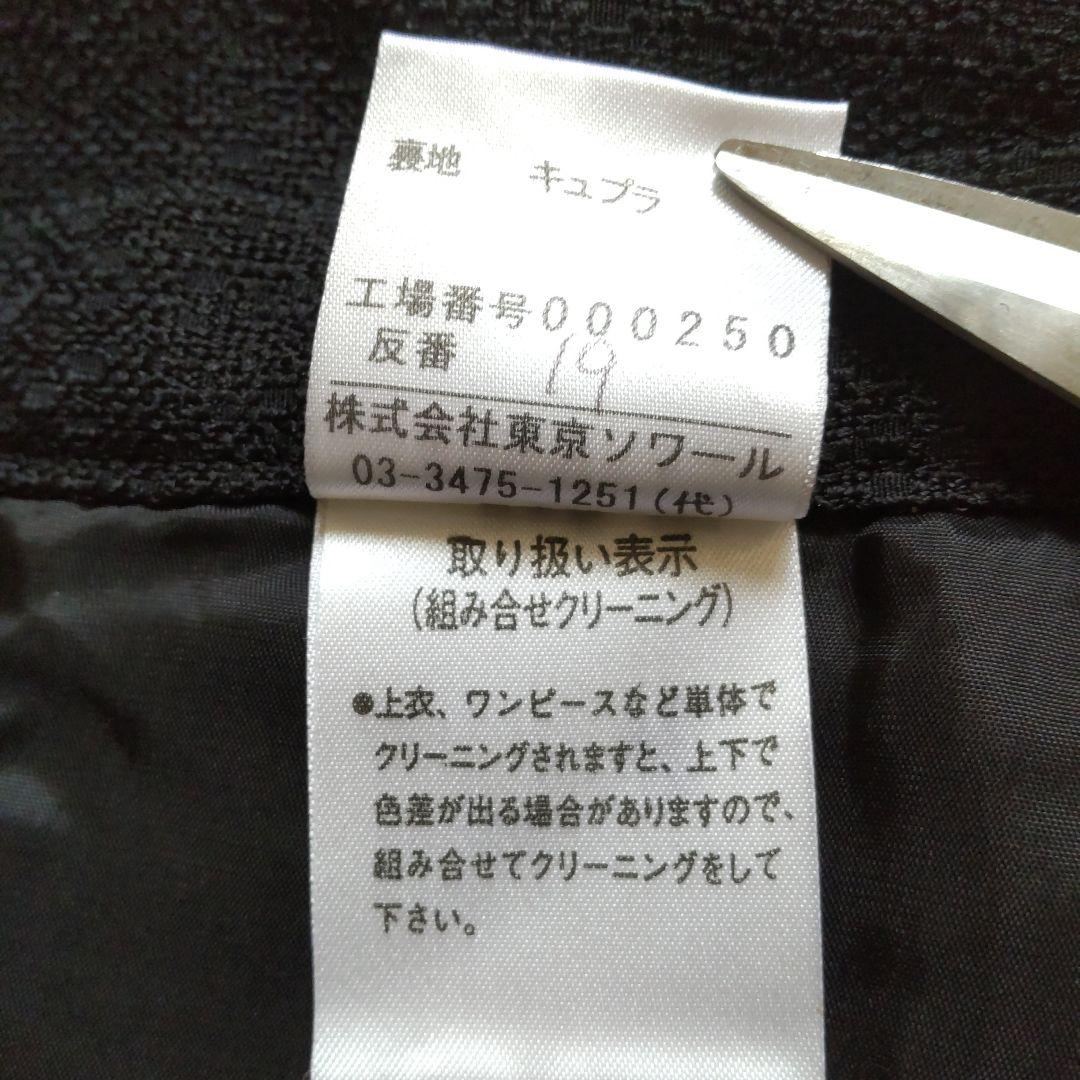 裏地 キュプラ
工場番号000250
反番 19
株式会社東京ソワール
03-3475-1251(代)
取り扱い表示
(組み合せクリーニング)
●上衣、ワンピースなど単体で
クリーニングされますと、上下で
色差が出る場合がありますので、
組み合せてクリーニングをして
下さい。